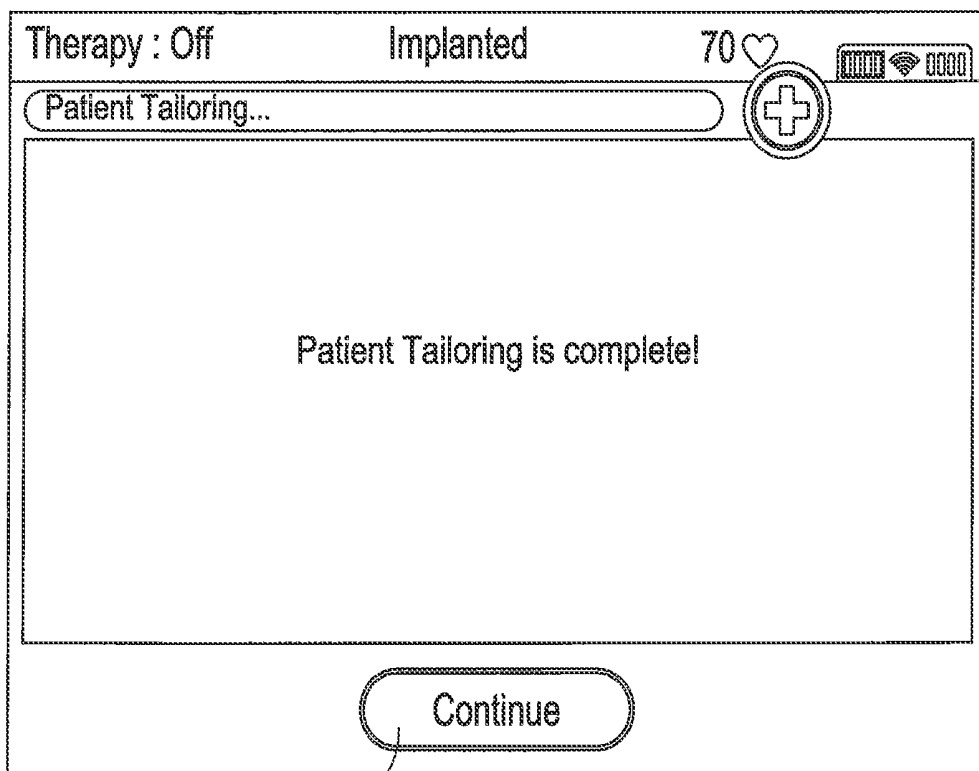 Therapy : Off Implanted 70
Patient Tailoring...
Patient Tailoring is complete!
Continue